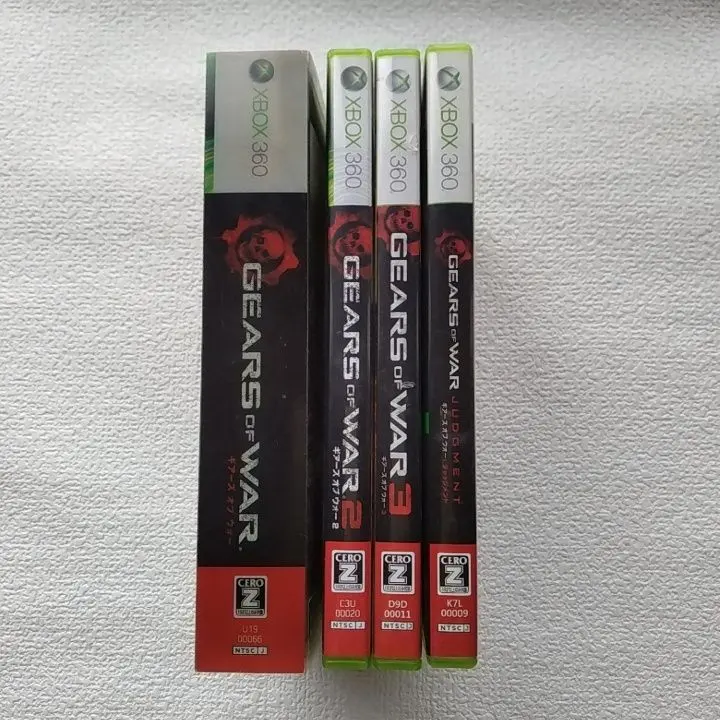 XBOX 360
GEARS OF WAR
ギアーズ オブ ウォー
CERO
Z
U19
00066
NTSC J
XBOX 360
GEARS OF WAR 2
ギアーズ オブ ウォー 2
CERO
Z
C3U
00020
NTSC J
XBOX 360
GEARS OF WAR 3
ギアーズ オブ ウォー 3
CERO
Z
D9D
00011
NTSC J
XBOX 360
GEARS OF WAR
JUDGMENT
ギアーズ オブ ウォー : ジャッジメント
CERO
Z
K7L
00009
NTSC J